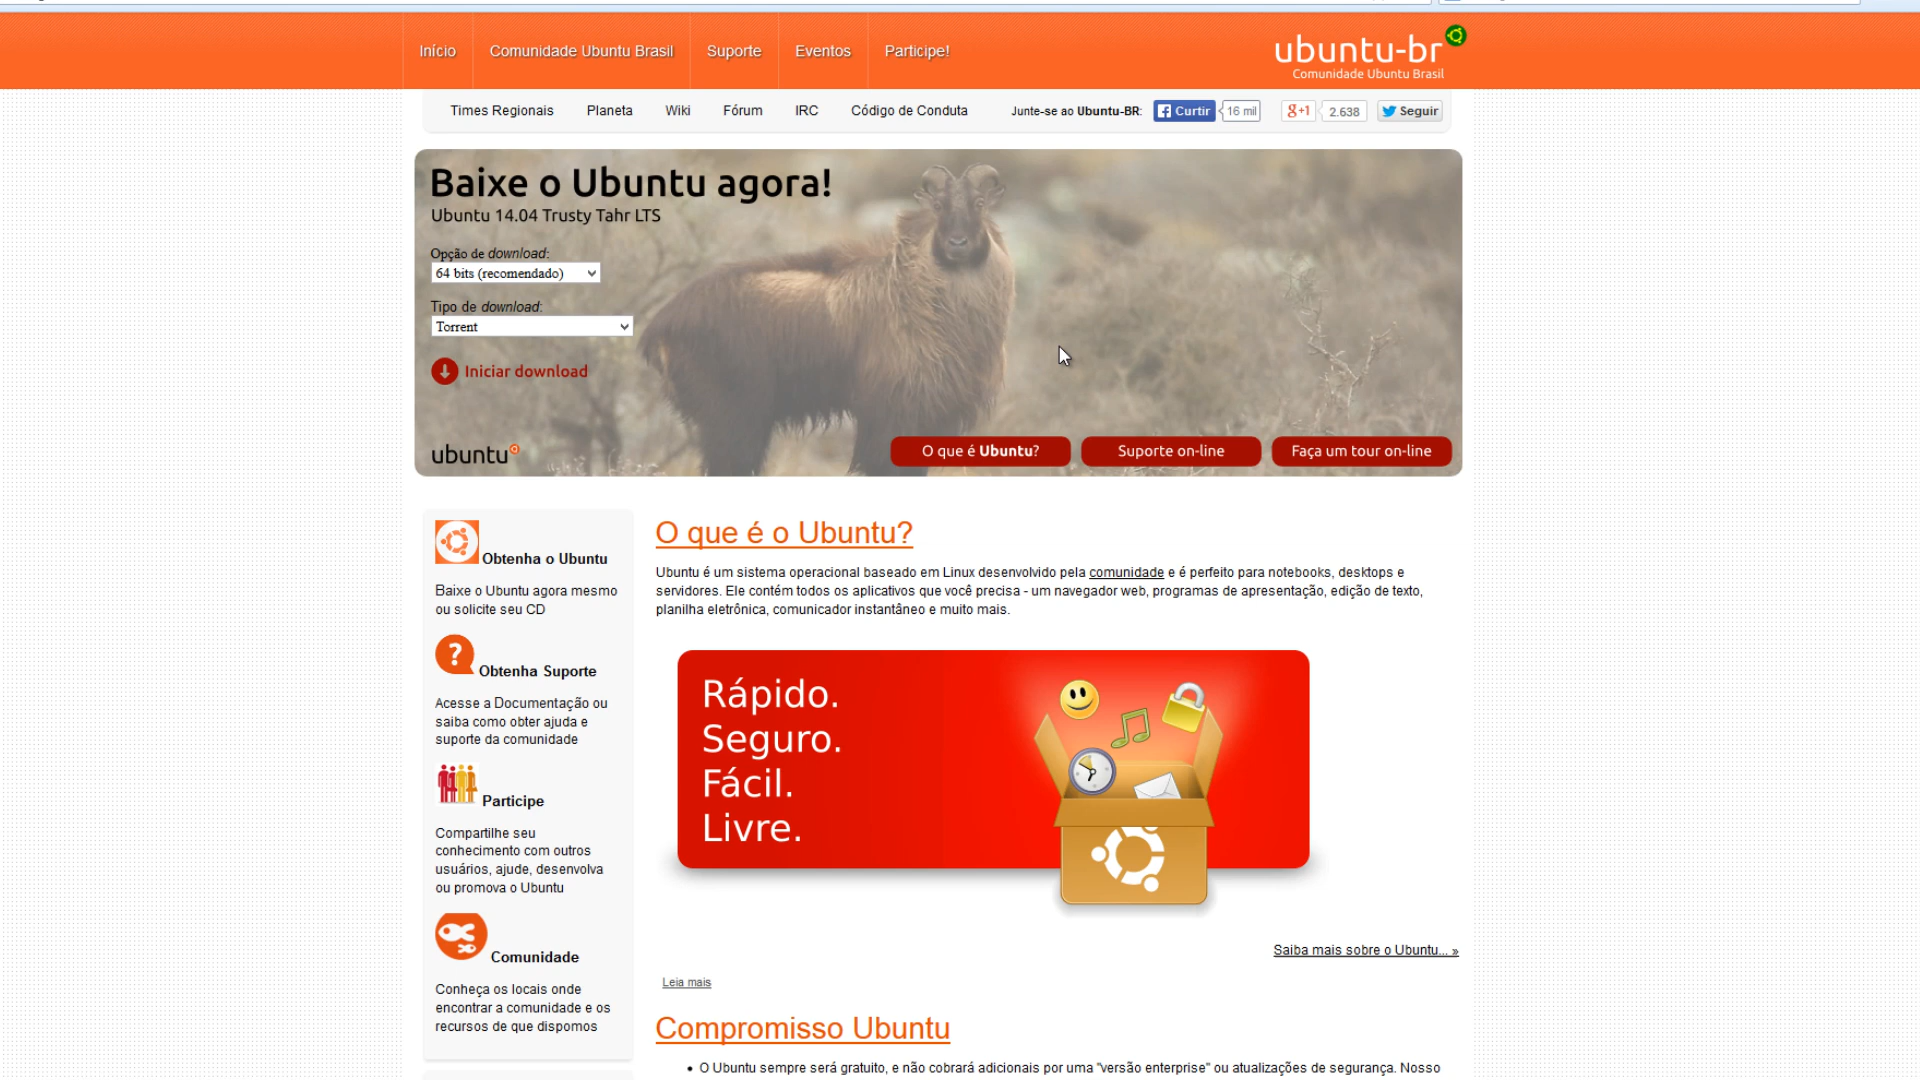 Início Comunidade Ubuntu Brasil Suporte Eventos Participe!
ubuntu-br
Comunidade Ubuntu Brasil
Times Regionais Planeta Wiki Fórum IRC Código de Conduta Junte-se ao Ubuntu-BR: Curtir 16 mil g+1 2.638 Seguir
Baixe o Ubuntu agora!
Ubuntu 14.04 Trusty Tahr LTS
Opção de download:
64 bits (recomendado)
Tipo de download:
Torrent
Iniciar download
ubuntu
O que é Ubuntu? Suporte on-line Faça um tour on-line
Obtenha o Ubuntu
Baixe o Ubuntu agora mesmo
ou solicite seu CD
Obtenha Suporte
Acesse a Documentação ou
saiba como obter ajuda e
suporte da comunidade
Participe
Compartilhe seu
conhecimento com outros
usuários, ajude, desenvolva
ou promova o Ubuntu
Comunidade
Conheça os locais onde
encontrar a comunidade e os
recursos de que dispomos
O que é o Ubuntu?
Ubuntu é um sistema operacional baseado em Linux desenvolvido pela comunidade e é perfeito para notebooks, desktops e
servidores. Ele contém todos os aplicativos que você precisa - um navegador web, programas de apresentação, edição de texto,
planilha eletrônica, comunicador instantâneo e muito mais.
Rápido.
Seguro.
Fácil.
Livre.
Saiba mais sobre o Ubuntu... »
Leia mais
Compromisso Ubuntu
• O Ubuntu sempre será gratuito, e não cobrará adicionais por uma "versão enterprise" ou atualizações de segurança. Nosso